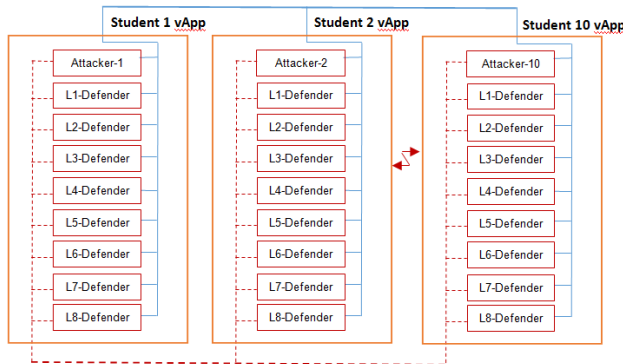 Student 1 vApp
Student 2 vApp
Student 10 vApp
Attacker-1
L1-Defender
L2-Defender
L3-Defender
L4-Defender
L5-Defender
L6-Defender
L7-Defender
L8-Defender
Attacker-2
L1-Defender
L2-Defender
L3-Defender
L4-Defender
L5-Defender
L6-Defender
L7-Defender
L8-Defender
Attacker-10
L1-Defender
L2-Defender
L3-Defender
L4-Defender
L5-Defender
L6-Defender
L7-Defender
L8-Defender